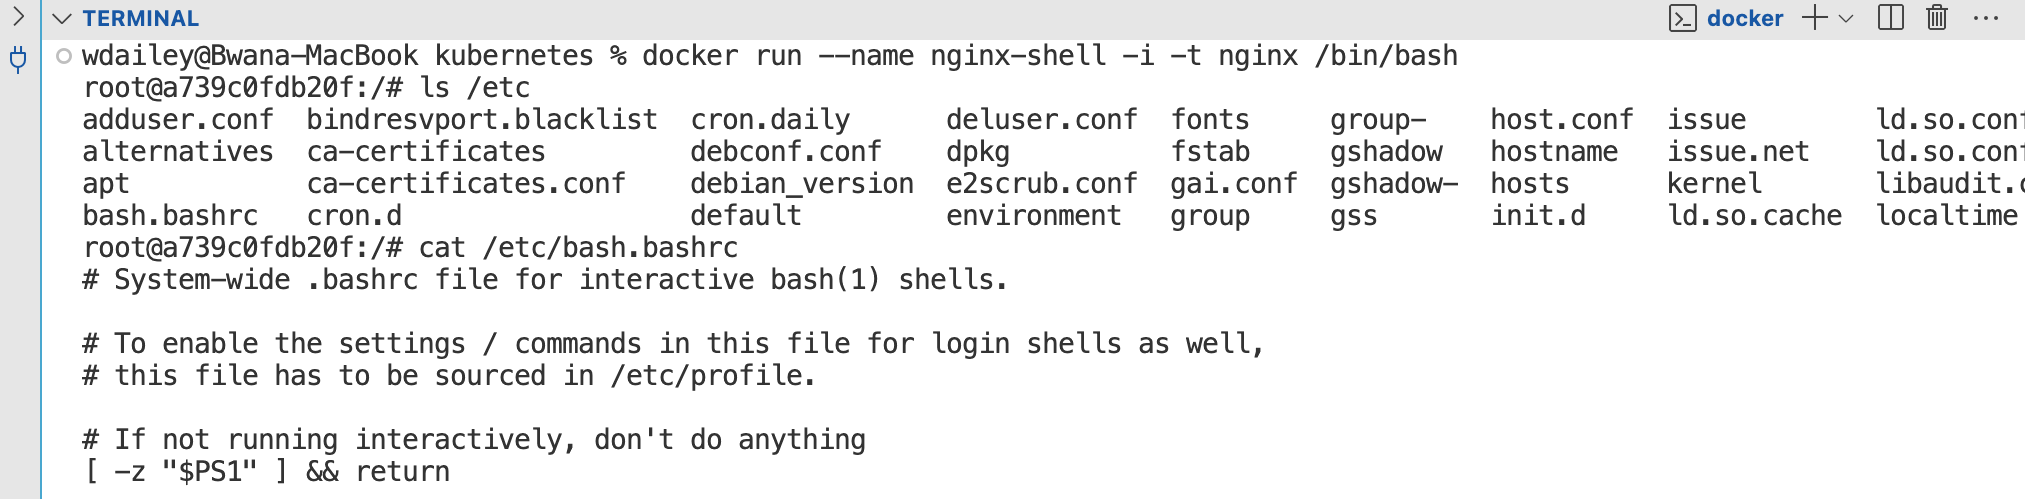 TERMINAL
docker
wdailey@Bwana-MacBook kubernetes % docker run --name nginx-shell -i -t nginx /bin/bash
root@a739c0fdb20f:/# ls /etc
adduser.conf  bindresvport.blacklist  cron.daily      deluser.conf  fonts     group-    host.conf  issue        ld.so.conf
alternatives  ca-certificates         debconf.conf    dpkg          fstab     gshadow   hostname   issue.net    ld.so.conf
apt           ca-certificates.conf    debian_version  e2scrub.conf  gai.conf  gshadow-  hosts      kernel       libaudit.
bash.bashrc   cron.d                  default         environment   group     gss       init.d     ld.so.cache  localtime
root@a739c0fdb20f:/# cat /etc/bash.bashrc
# System-wide .bashrc file for interactive bash(1) shells.
# To enable the settings / commands in this file for login shells as well,
# this file has to be sourced in /etc/profile.
# If not running interactively, don't do anything
[ -z "$PS1" ] && return